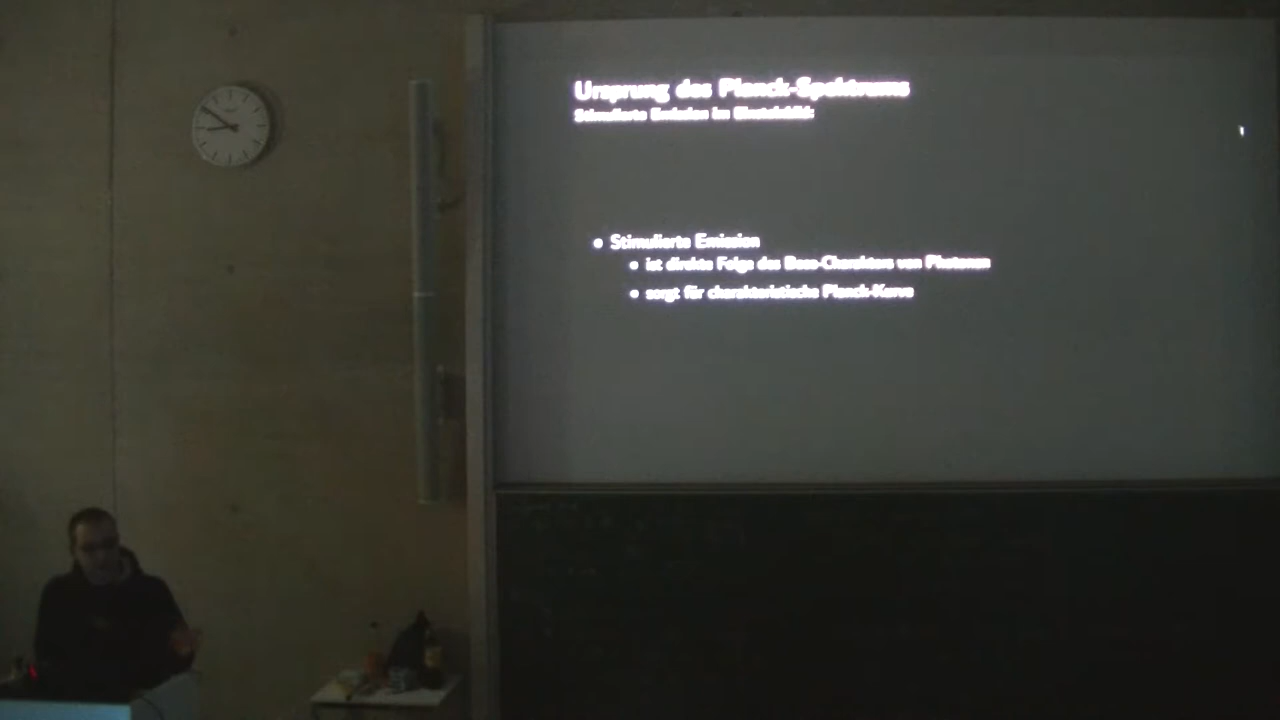 Ursprung des Planck-Spektrums
Stimulierte Emission im Einsteinbild:
• Stimulierte Emission
• ist direkte Folge des Bose-Charakters von Photonen
• sorgt für charakteristische Planck-Kurve